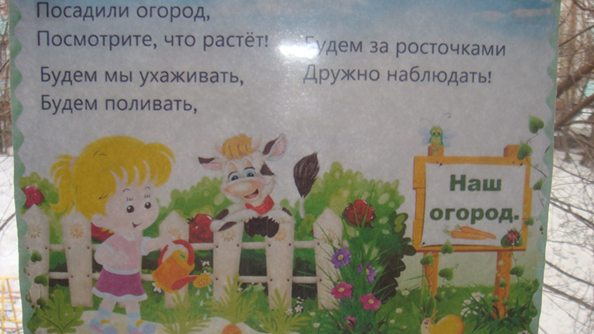 Посадили огород,
Посмотрите, что растёт!
Будем мы ухаживать,
Будем поливать,
Будем за росточками
Дружно наблюдать!
Наш
огород.